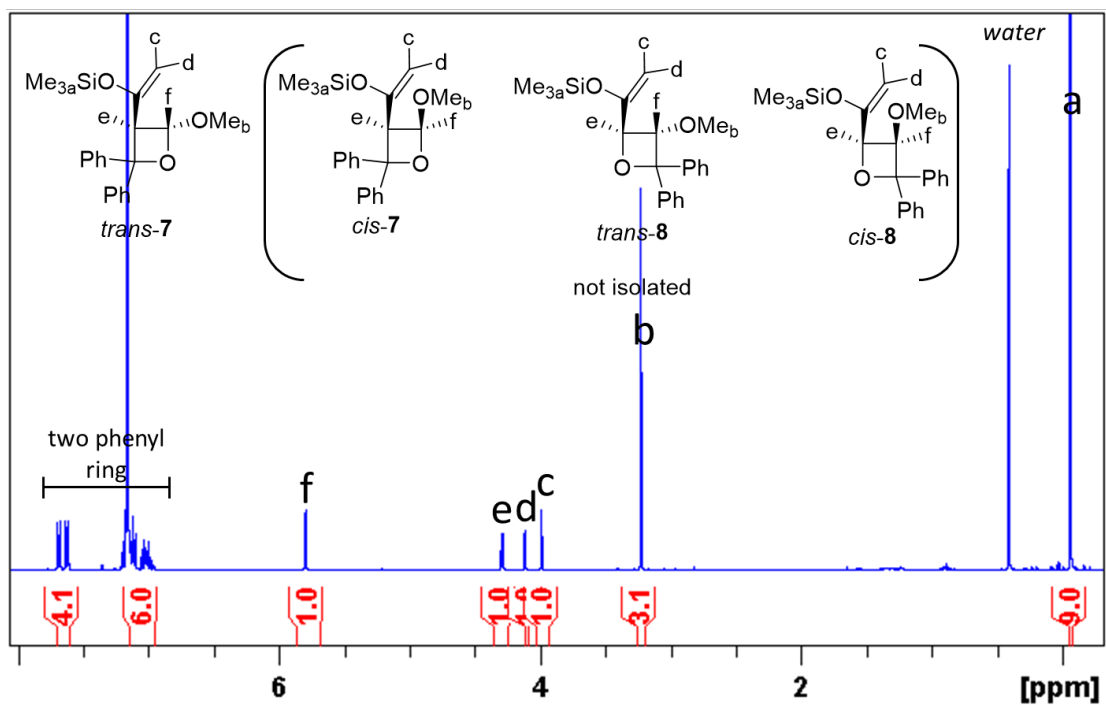 water
a
c
d
Me3aSiO
f
e
OMeb
O
Ph
Ph
trans-7
c
d
Me3aSiO
OMeb
e
f
O
Ph
Ph
cis-7
c
d
Me3aSiO
f
e
OMeb
O
Ph
Ph
trans-8
c
d
Me3aSiO
OMeb
e
f
O
Ph
Ph
cis-8
not isolated
b
two phenyl
ring
f
e
d
c
4.1
6.0
1.0
1.0
1.0
3.1
9.0
6
4
2
[ppm]